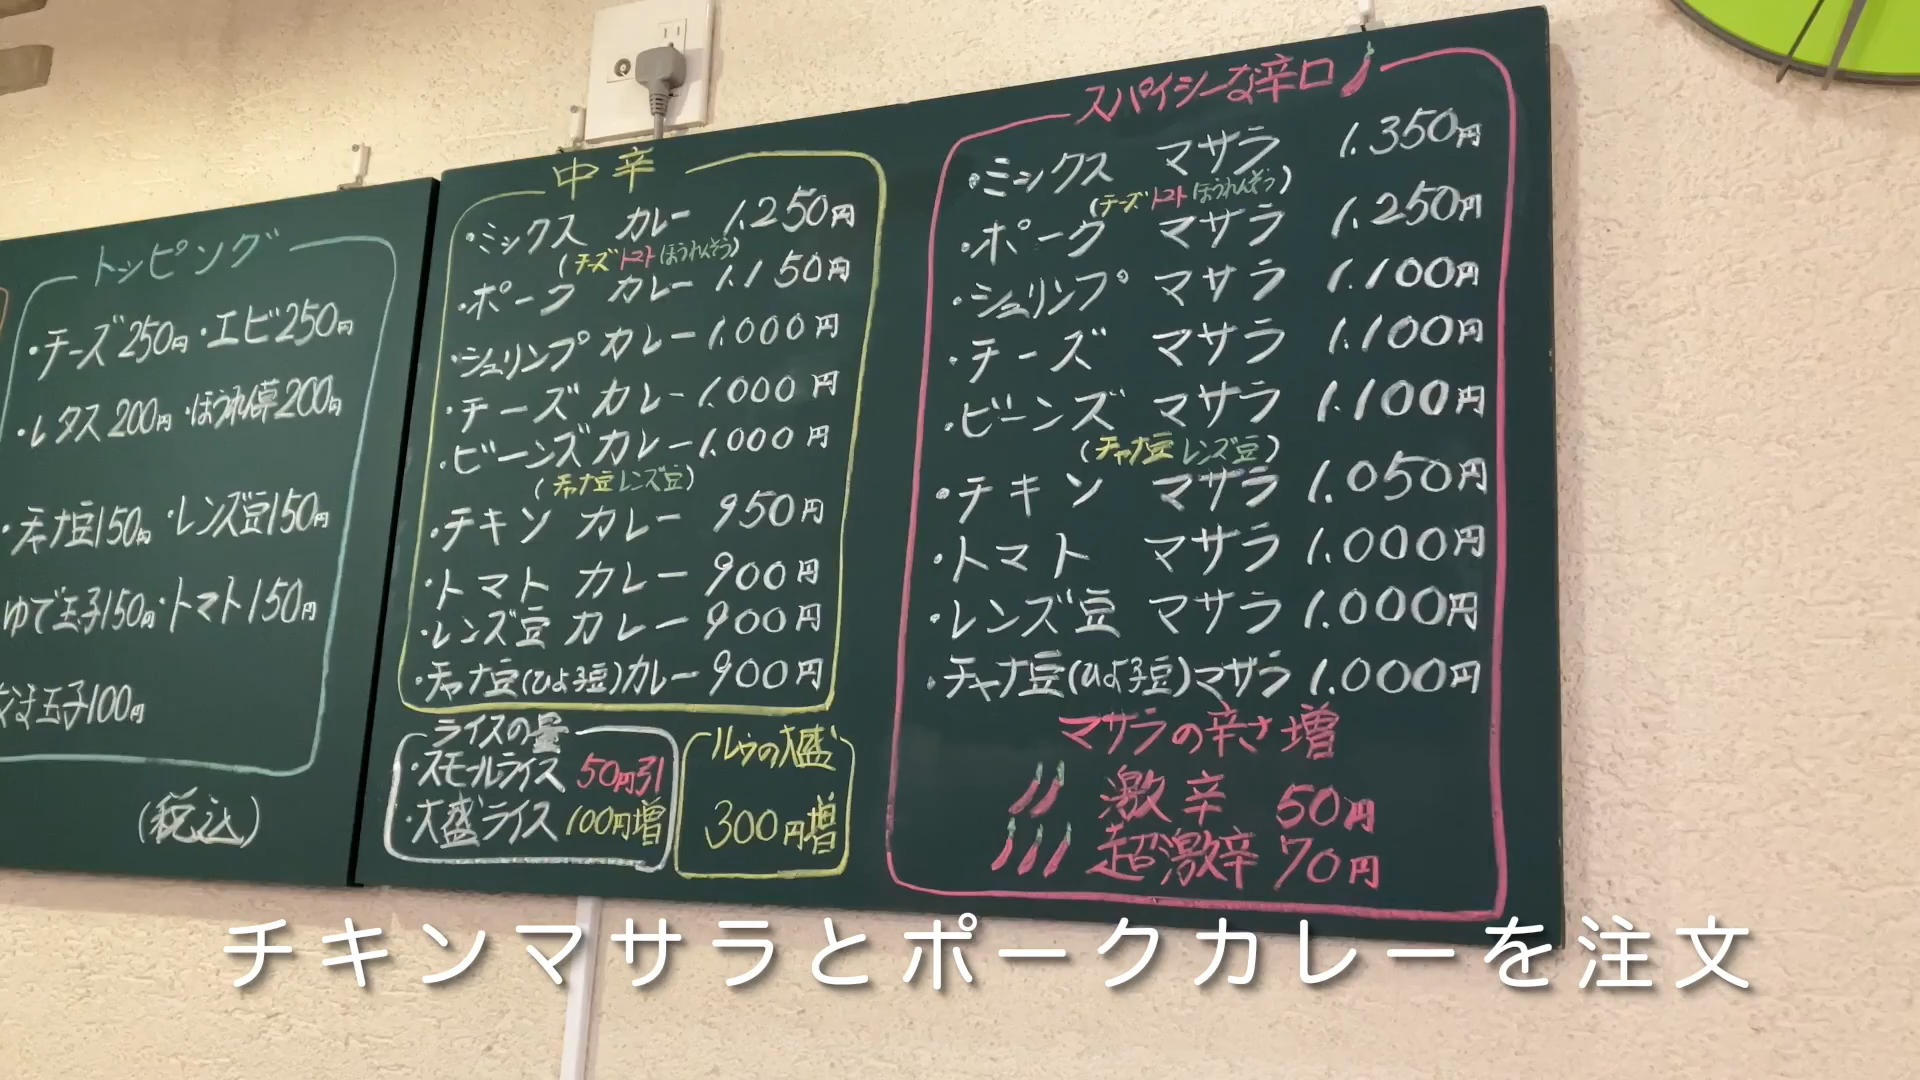 トッピング
・チーズ250円・エビ250円
・レタス200円・ほうれん草200円
・チャナ豆150円・レンズ豆150円
ゆで玉子150円・トマト150円
玉子100円
(税込)
中辛
・ミックス カレー 1.250円
(チーズ トマト ほうれんそう)
・ポーク カレー 1.150円
・シュリンプ カレー 1.000円
・チーズ カレー 1.000円
・ビーンズ カレー 1.000円
(チャナ豆 レンズ豆)
・チキン カレー 950円
・トマト カレー 900円
・レンズ豆 カレー 900円
・チャナ豆(ひよ子豆)カレー 900円
ライスの量
・スモールライス 50円引
・大盛ライス 100円増
ルゥの大盛
300円増
スパイシーな辛口
・ミックス マサラ 1.350円
(チーズ トマト ほうれんそう)
・ポーク マサラ 1.250円
・シュリンプ マサラ 1.100円
・チーズ マサラ 1.100円
・ビーンズ マサラ 1.100円
(チャナ豆 レンズ豆)
・チキン マサラ 1.050円
・トマト マサラ 1.000円
・レンズ豆 マサラ 1.000円
・チャナ豆(ひよ子豆)マサラ 1.000円
マサラの辛さ増
激辛 50円
超激辛 70円
チキンマサラとポークカレーを注文